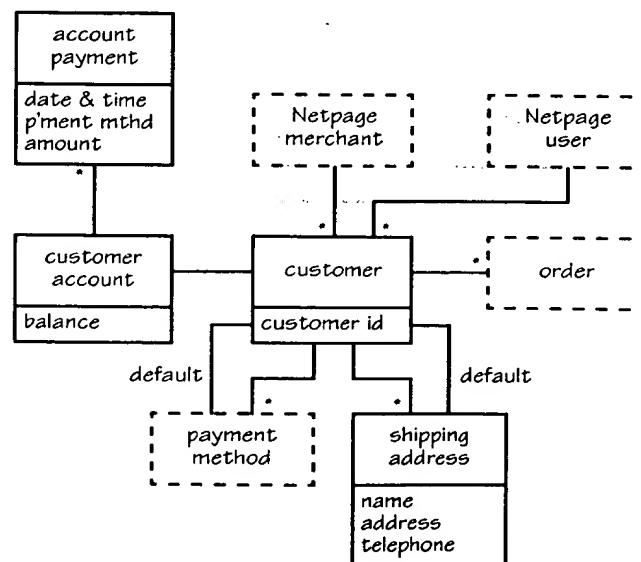 account
payment
date & time
p'ment mthd
amount
*
Netpage
merchant
Netpage
user
*
*
customer
account
balance
customer
customer id
*
order
default
default
*
*
payment
method
shipping
address
name
address
telephone